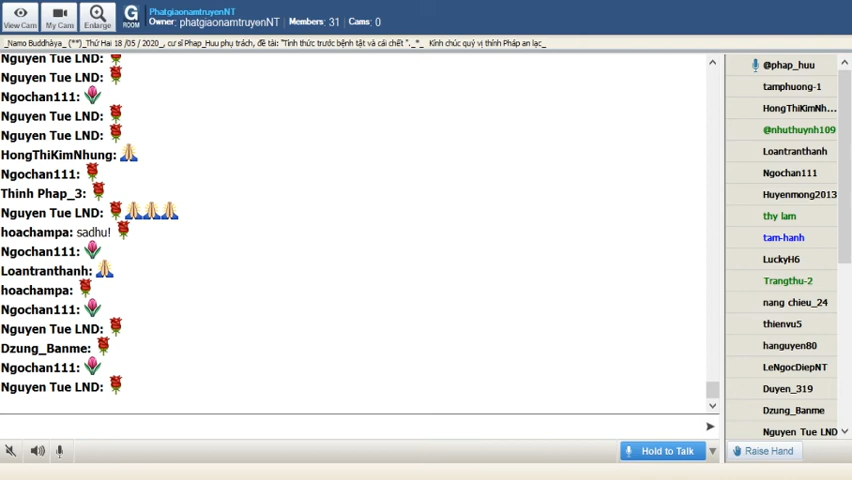 PhatgiaonamtruyenNT
Owner: phatgiaonamtruyenNT Members: 31 Cams: 0
View Cam
My Cam
Enlarge
G
ROOM
_Namo Buddhàya_ (**)_Thứ Hai 18 /05 / 2020_, cư sĩ Phap_Huu phụ trách, đề tài: "Tỉnh thức trước bệnh tật và cái chết "._*_ Kính chúc quý vị thính Pháp an lạc_
Nguyen Tue LND:
Nguyen Tue LND:
Ngochan111:
Nguyen Tue LND:
Nguyen Tue LND:
HongThiKimNhung:
Ngochan111:
Thinh Phap_3:
Nguyen Tue LND:
hoachampa: sadhu!
Ngochan111:
Loantranthanh:
hoachampa:
Ngochan111:
Nguyen Tue LND:
Dzung_Banme:
Ngochan111:
Nguyen Tue LND:
Hold to Talk
@phap_huu
tamphuong-1
HongThiKimNh...
@nhuthuynh109
Loantranthanh
Ngochan111
Huyenmong2013
thy lam
tam-hanh
LuckyH6
Trangthu-2
nang chieu_24
thienvu5
hanguyen80
LeNgocDiepNT
Duyen_319
Dzung_Banme
Nguyen Tue LND
Raise Hand